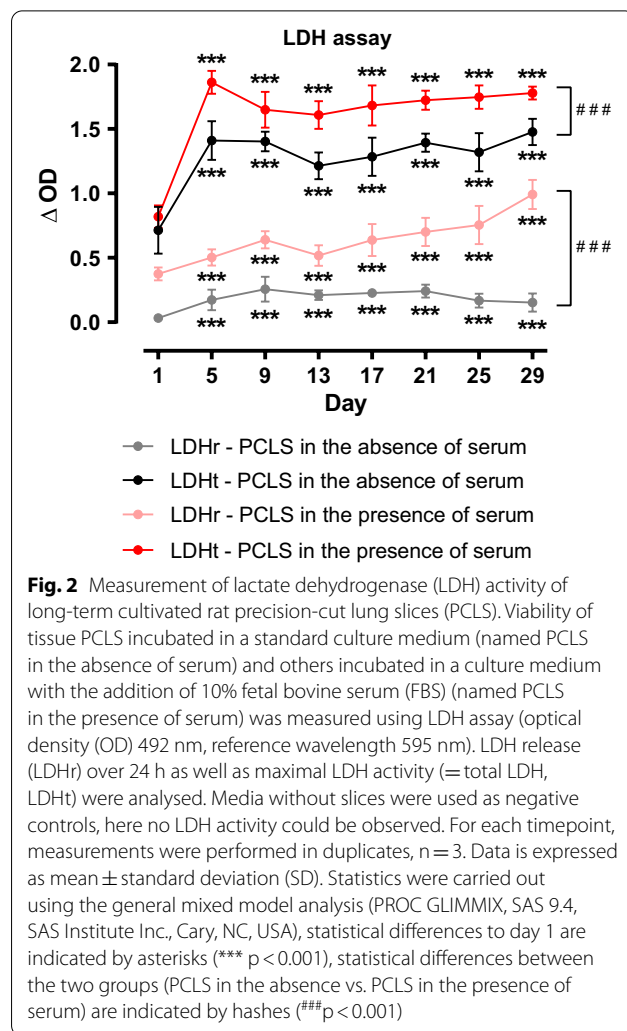 LDH assay
*** *** *** *** *** *** ***
2.0
1.5
1.0
0.5
0.0
Δ OD
*** *** *** *** *** *** ***
# # #
*** *** *** *** *** *** ***
# # #
*** *** *** *** *** *** ***
1 5 9 13 17 21 25 29
Day
LDHr - PCLS in the absence of serum
LDHt - PCLS in the absence of serum
LDHr - PCLS in the presence of serum
LDHt - PCLS in the presence of serum
Fig. 2 Measurement of lactate dehydrogenase (LDH) activity of
long-term cultivated rat precision-cut lung slices (PCLS). Viability of
tissue PCLS incubated in a standard culture medium (named PCLS
in the absence of serum) and others incubated in a culture medium
with the addition of 10% fetal bovine serum (FBS) (named PCLS
in the presence of serum) was measured using LDH assay (optical
density (OD) 492 nm, reference wavelength 595 nm). LDH release
(LDHr) over 24 h as well as maximal LDH activity (= total LDH,
LDHt) were analysed. Media without slices were used as negative
controls, here no LDH activity could be observed. For each timepoint,
measurements were performed in duplicates, n = 3. Data is expressed
as mean ± standard deviation (SD). Statistics were carried out
using the general mixed model analysis (PROC GLIMMIX, SAS 9.4,
SAS Institute Inc., Cary, NC, USA), statistical differences to day 1 are
indicated by asterisks (*** p < 0.001), statistical differences between
the two groups (PCLS in the absence vs. PCLS in the presence of
serum) are indicated by hashes (###p < 0.001)